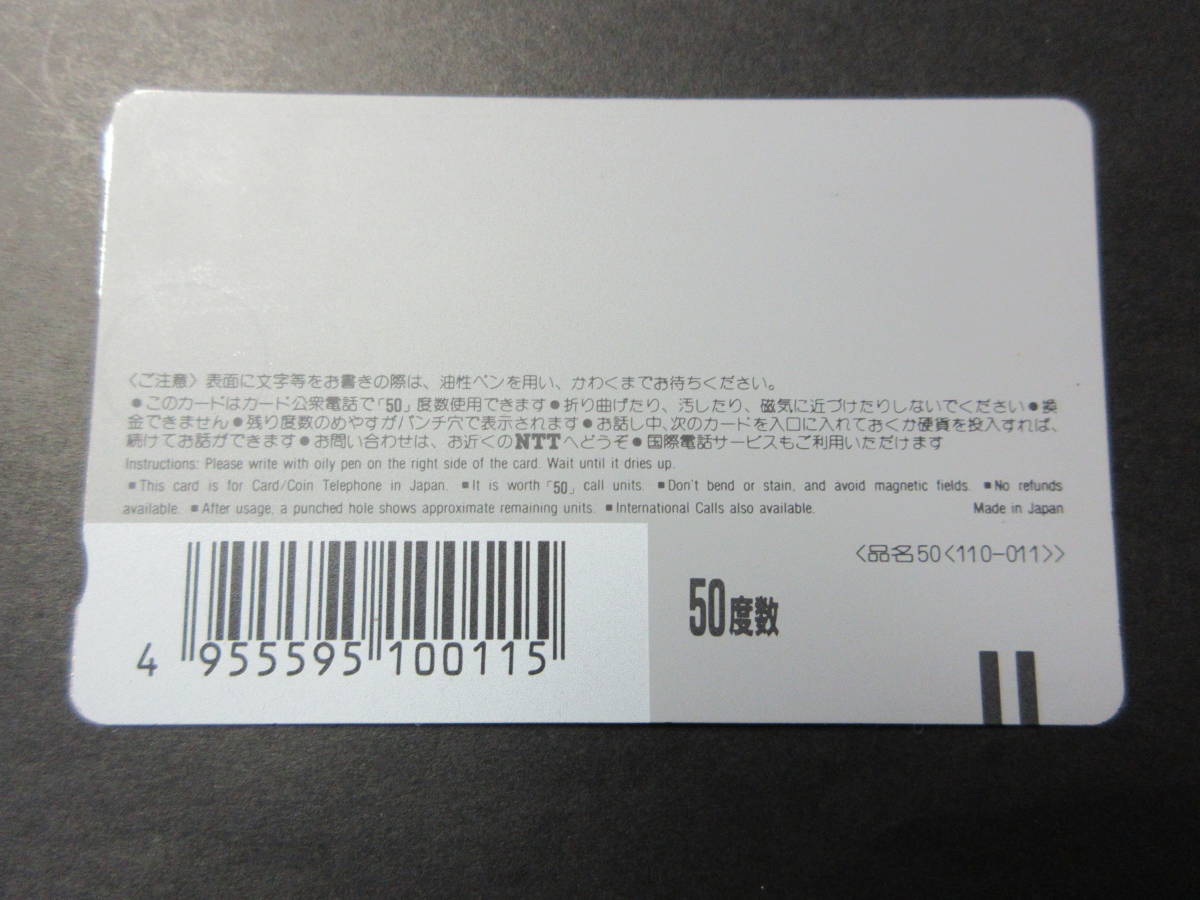 〈ご注意〉表面に文字等をお書きの際は、油性ペンを用い、かわくまでお待ちください。
●このカードはカード公衆電話で「50」度数使用できます●折り曲げたり、汚したり、磁気に近づけたりしないでください●換
金できません●残り度数のめやすがパンチ穴で表示されます●お話し中、次のカードを入口に入れておくか硬貨を投入すれば、
続けてお話ができます●お問い合わせは、お近くのNTTへどうぞ●国際電話サービスもご利用いただけます
Instructions: Please write with oily pen on the right side of the card. Wait until it dries up.
■This card is for Card/Coin Telephone in Japan. ■It is worth「50」call units. ■Don't bend or stain, and avoid magnetic fields. ■No refunds
available. ■After usage, a punched hole shows approximate remaining units. ■International Calls also available. Made in Japan
〈品名50〈110-011〉〉
50度数
4 955595 100115